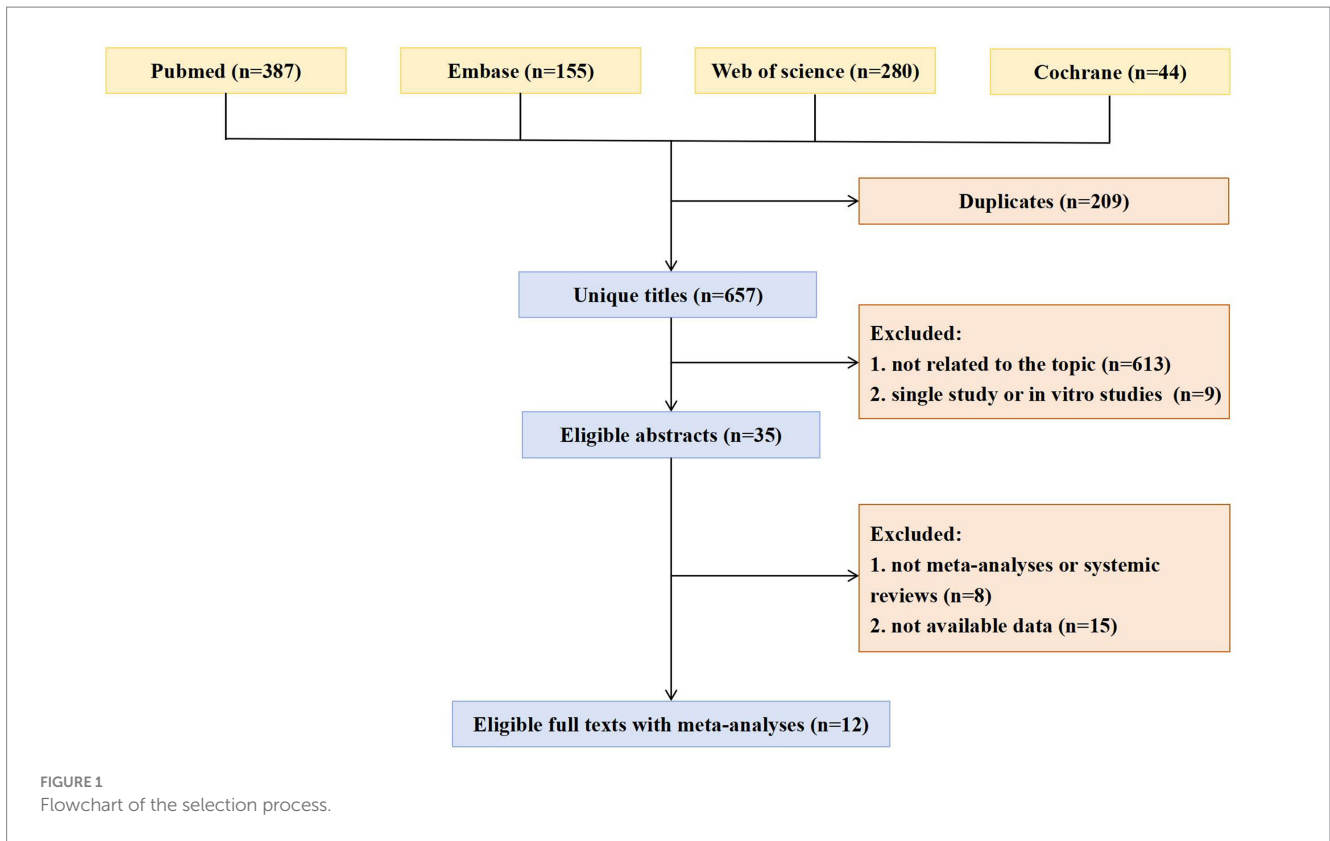 Pubmed (n=387)
Embase (n=155)
Web of science (n=280)
Cochrane (n=44)
Duplicates (n=209)
Unique titles (n=657)
Excluded:
1. not related to the topic (n=613)
2. single study or in vitro studies (n=9)
Eligible abstracts (n=35)
Excluded:
1. not meta-analyses or systemic
reviews (n=8)
2. not available data (n=15)
Eligible full texts with meta-analyses (n=12)
FIGURE 1
Flowchart of the selection process.